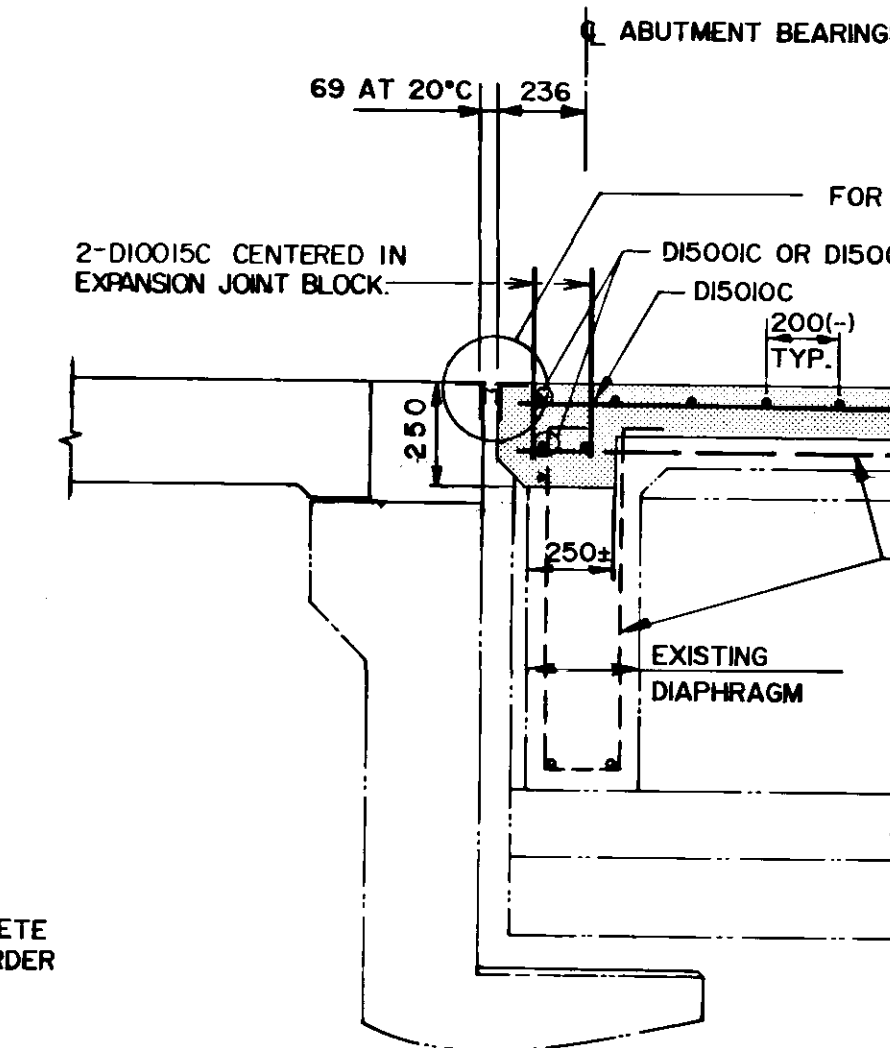 ℄ ABUTMENT BEARING
69 AT 20°C
236
FOR
2-D10015C CENTERED IN
EXPANSION JOINT BLOCK.
D15001C OR D1500
D15010C
200(-)
TYP.
250
250±
EXISTING
DIAPHRAGM
ETE
RDER